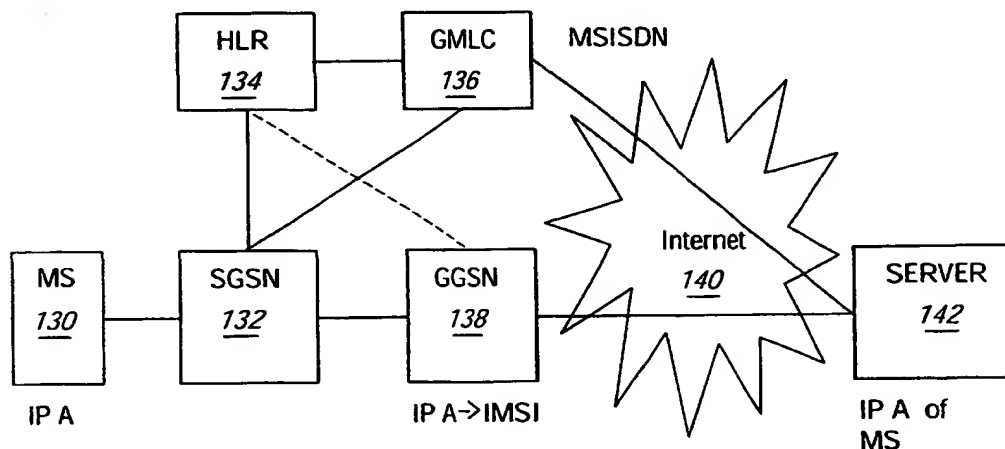 HLR
134
GMLC
136
MSISDN
MS
130
SGSN
132
GGSN
138
Internet
140
SERVER
142
IP A
IP A->IMSI
IP A of
MS